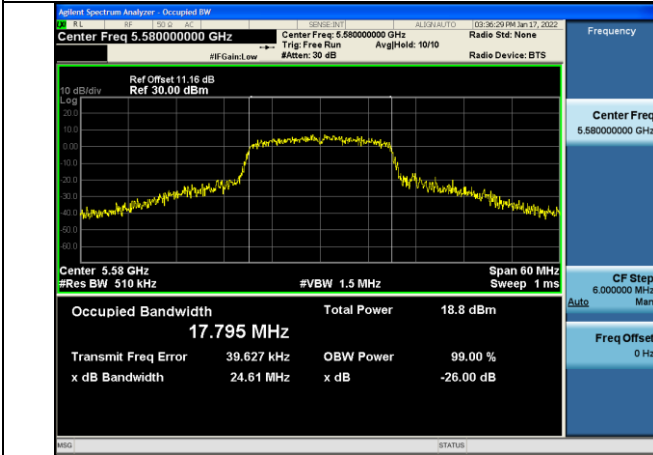 Agilent Spectrum Analyzer - Occupied BW
RL RF 50 Ω AC SENSE:INT ALIGNAUTO 03:36:29 PM Jan 17, 2022
Center Freq 5.580000000 GHz Center Freq: 5.580000000 GHz Radio Std: None
Trig: Free Run Avg|Hold: 10/10
#IFGain:Low #Atten: 30 dB Radio Device: BTS
Frequency
Ref Offset 11.16 dB
10 dB/div Ref 30.00 dBm
Log
20.0
10.0
0.00
-10.0
-20.0
-30.0
-40.0
-50.0
-60.0
Center 5.58 GHz Span 60 MHz
#Res BW 510 kHz #VBW 1.5 MHz Sweep 1 ms
Occupied Bandwidth Total Power 18.8 dBm
17.795 MHz
Transmit Freq Error 39.627 kHz OBW Power 99.00 %
x dB Bandwidth 24.61 MHz x dB -26.00 dB
Center Freq
5.580000000 GHz
CF Step
6.000000 MHz
Auto Man
Freq Offset
0 Hz
MSG STATUS